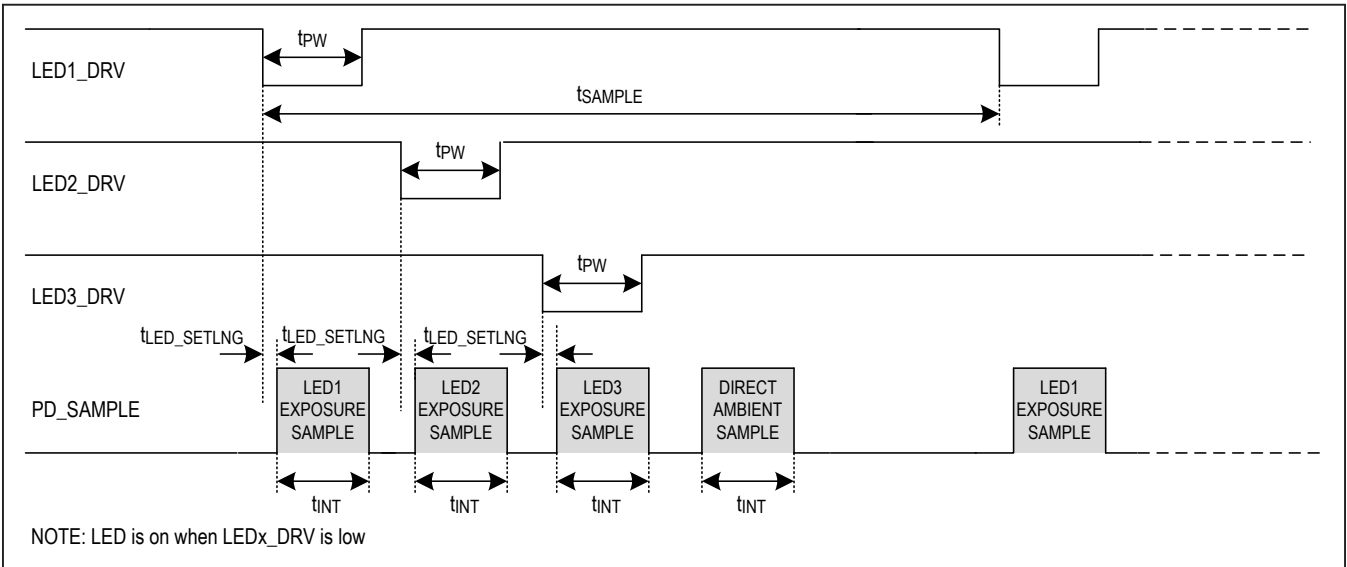 tPW
LED1_DRV
tSAMPLE
tPW
LED2_DRV
tPW
LED3_DRV
tLED_SETLNG tLED_SETLNG tLED_SETLNG
LED1
EXPOSURE
SAMPLE
LED2
EXPOSURE
SAMPLE
LED3
EXPOSURE
SAMPLE
DIRECT
AMBIENT
SAMPLE
LED1
EXPOSURE
SAMPLE
PD_SAMPLE
tINT tINT tINT tINT
NOTE: LED is on when LEDx_DRV is low